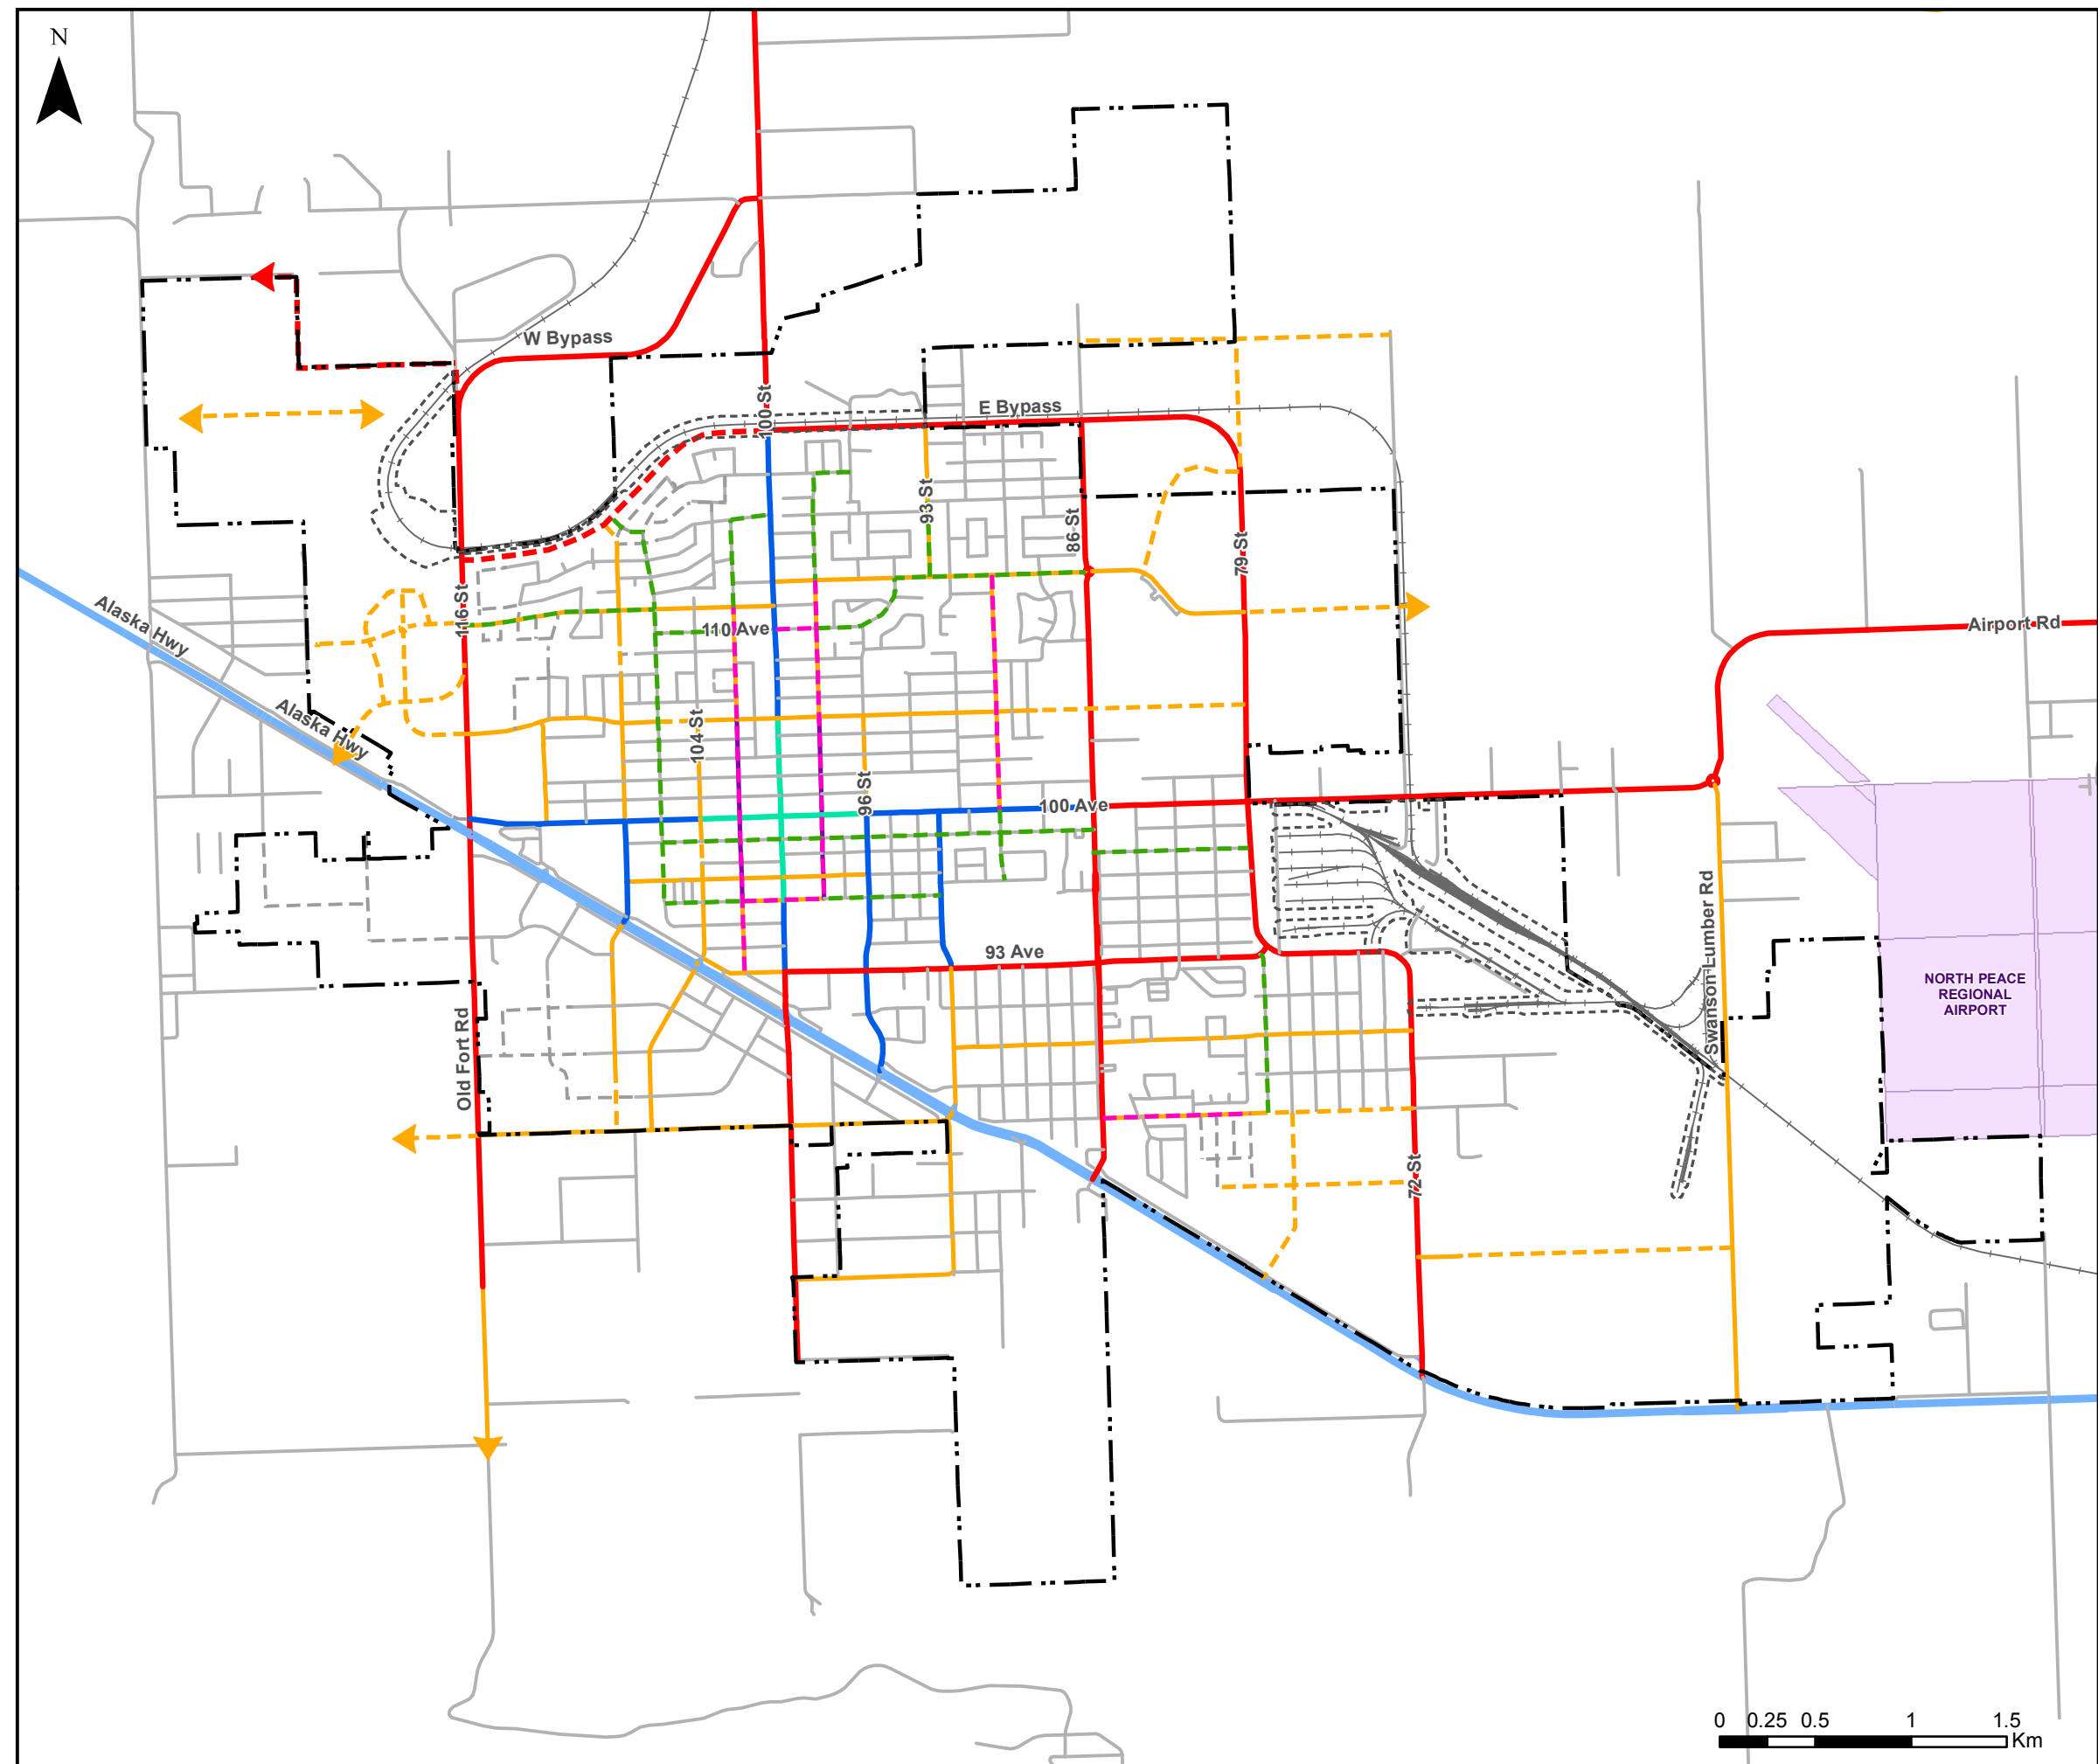 N
W Bypass
100 St
E Bypass
93 St
86 St
79 St
Alaska Hwy
116 St
110 Ave
Airport Rd
Alaska Hwy
104 St
96 St
100 Ave
93 Ave
Swanson Lumber Rd
NORTH PEACE
REGIONAL
AIRPORT
Old Fort Rd
72 St
0 0.25 0.5 1 1.5
Km